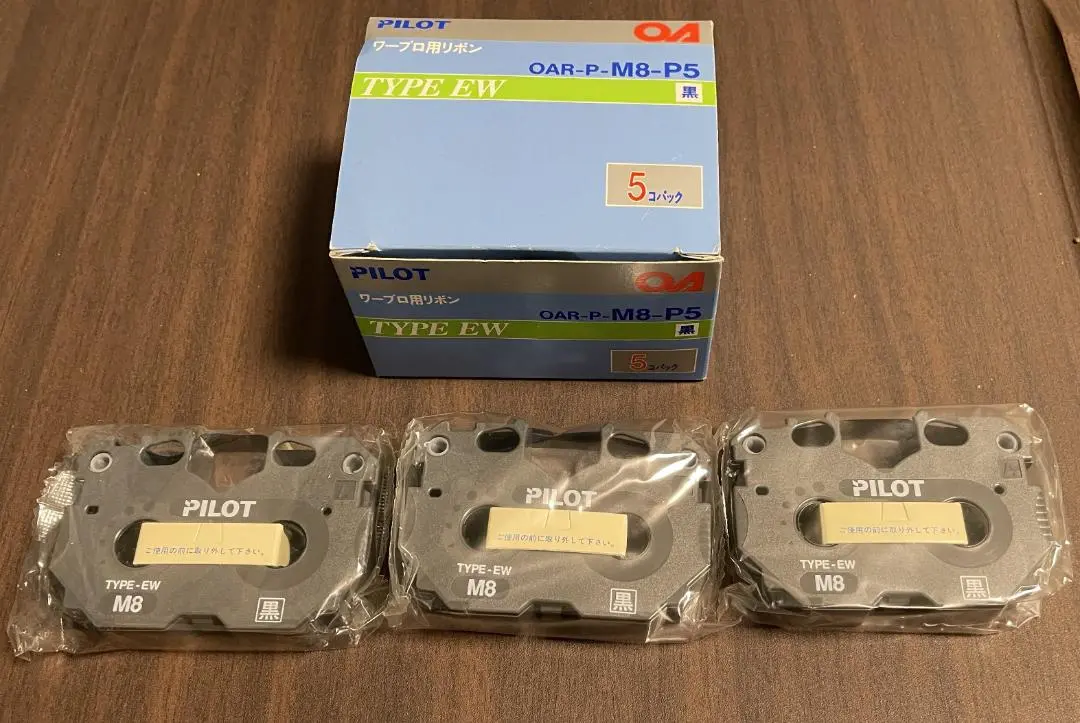 PILOT
OA
ワープロ用リボン
OAR-P-M8-P5
TYPE EW
黒
5コパック
PILOT
OA
ワープロ用リボン
OAR-P-M8-P5
TYPE EW
黒
5コパック
PILOT
ご使用の前に取り外して下さい。
TYPE-EW
M8
黒
PILOT
ご使用の前に取り外して下さい。
TYPE-EW
M8
黒
PILOT
ご使用の前に取り外して下さい。
TYPE-EW
M8
黒